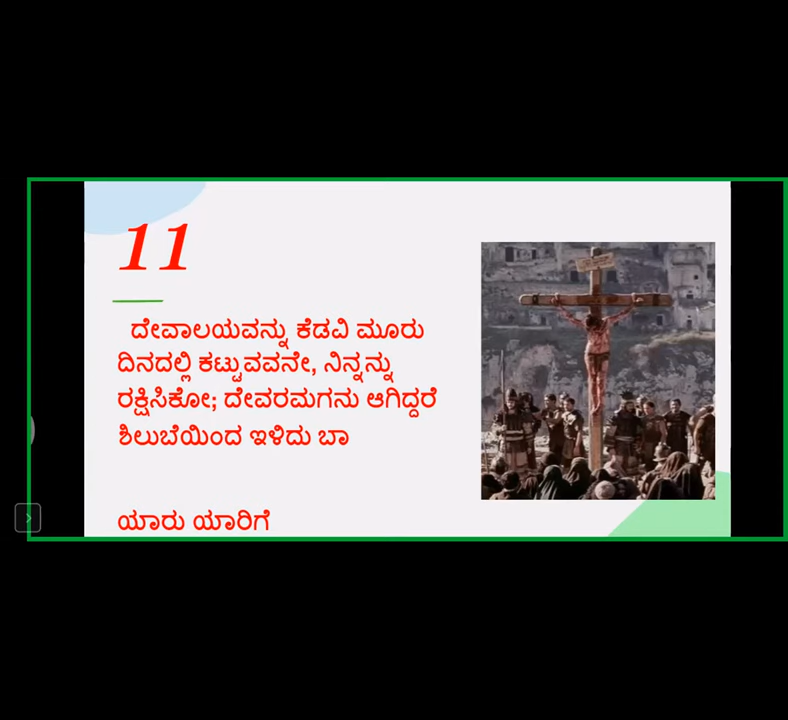 11
ದೇವಾಲಯವನ್ನು ಕೆಡವಿ ಮೂರು
ದಿನದಲ್ಲಿ ಕಟ್ಟುವವನೇ, ನಿನ್ನನ್ನು
ರಕ್ಷಿಸಿಕೋ; ದೇವರಮಗನು ಆಗಿದ್ದರೆ
ಶಿಲುಬೆಯಿಂದ ಇಳಿದು ಬಾ
ಯಾರು ಯಾರಿಗೆ